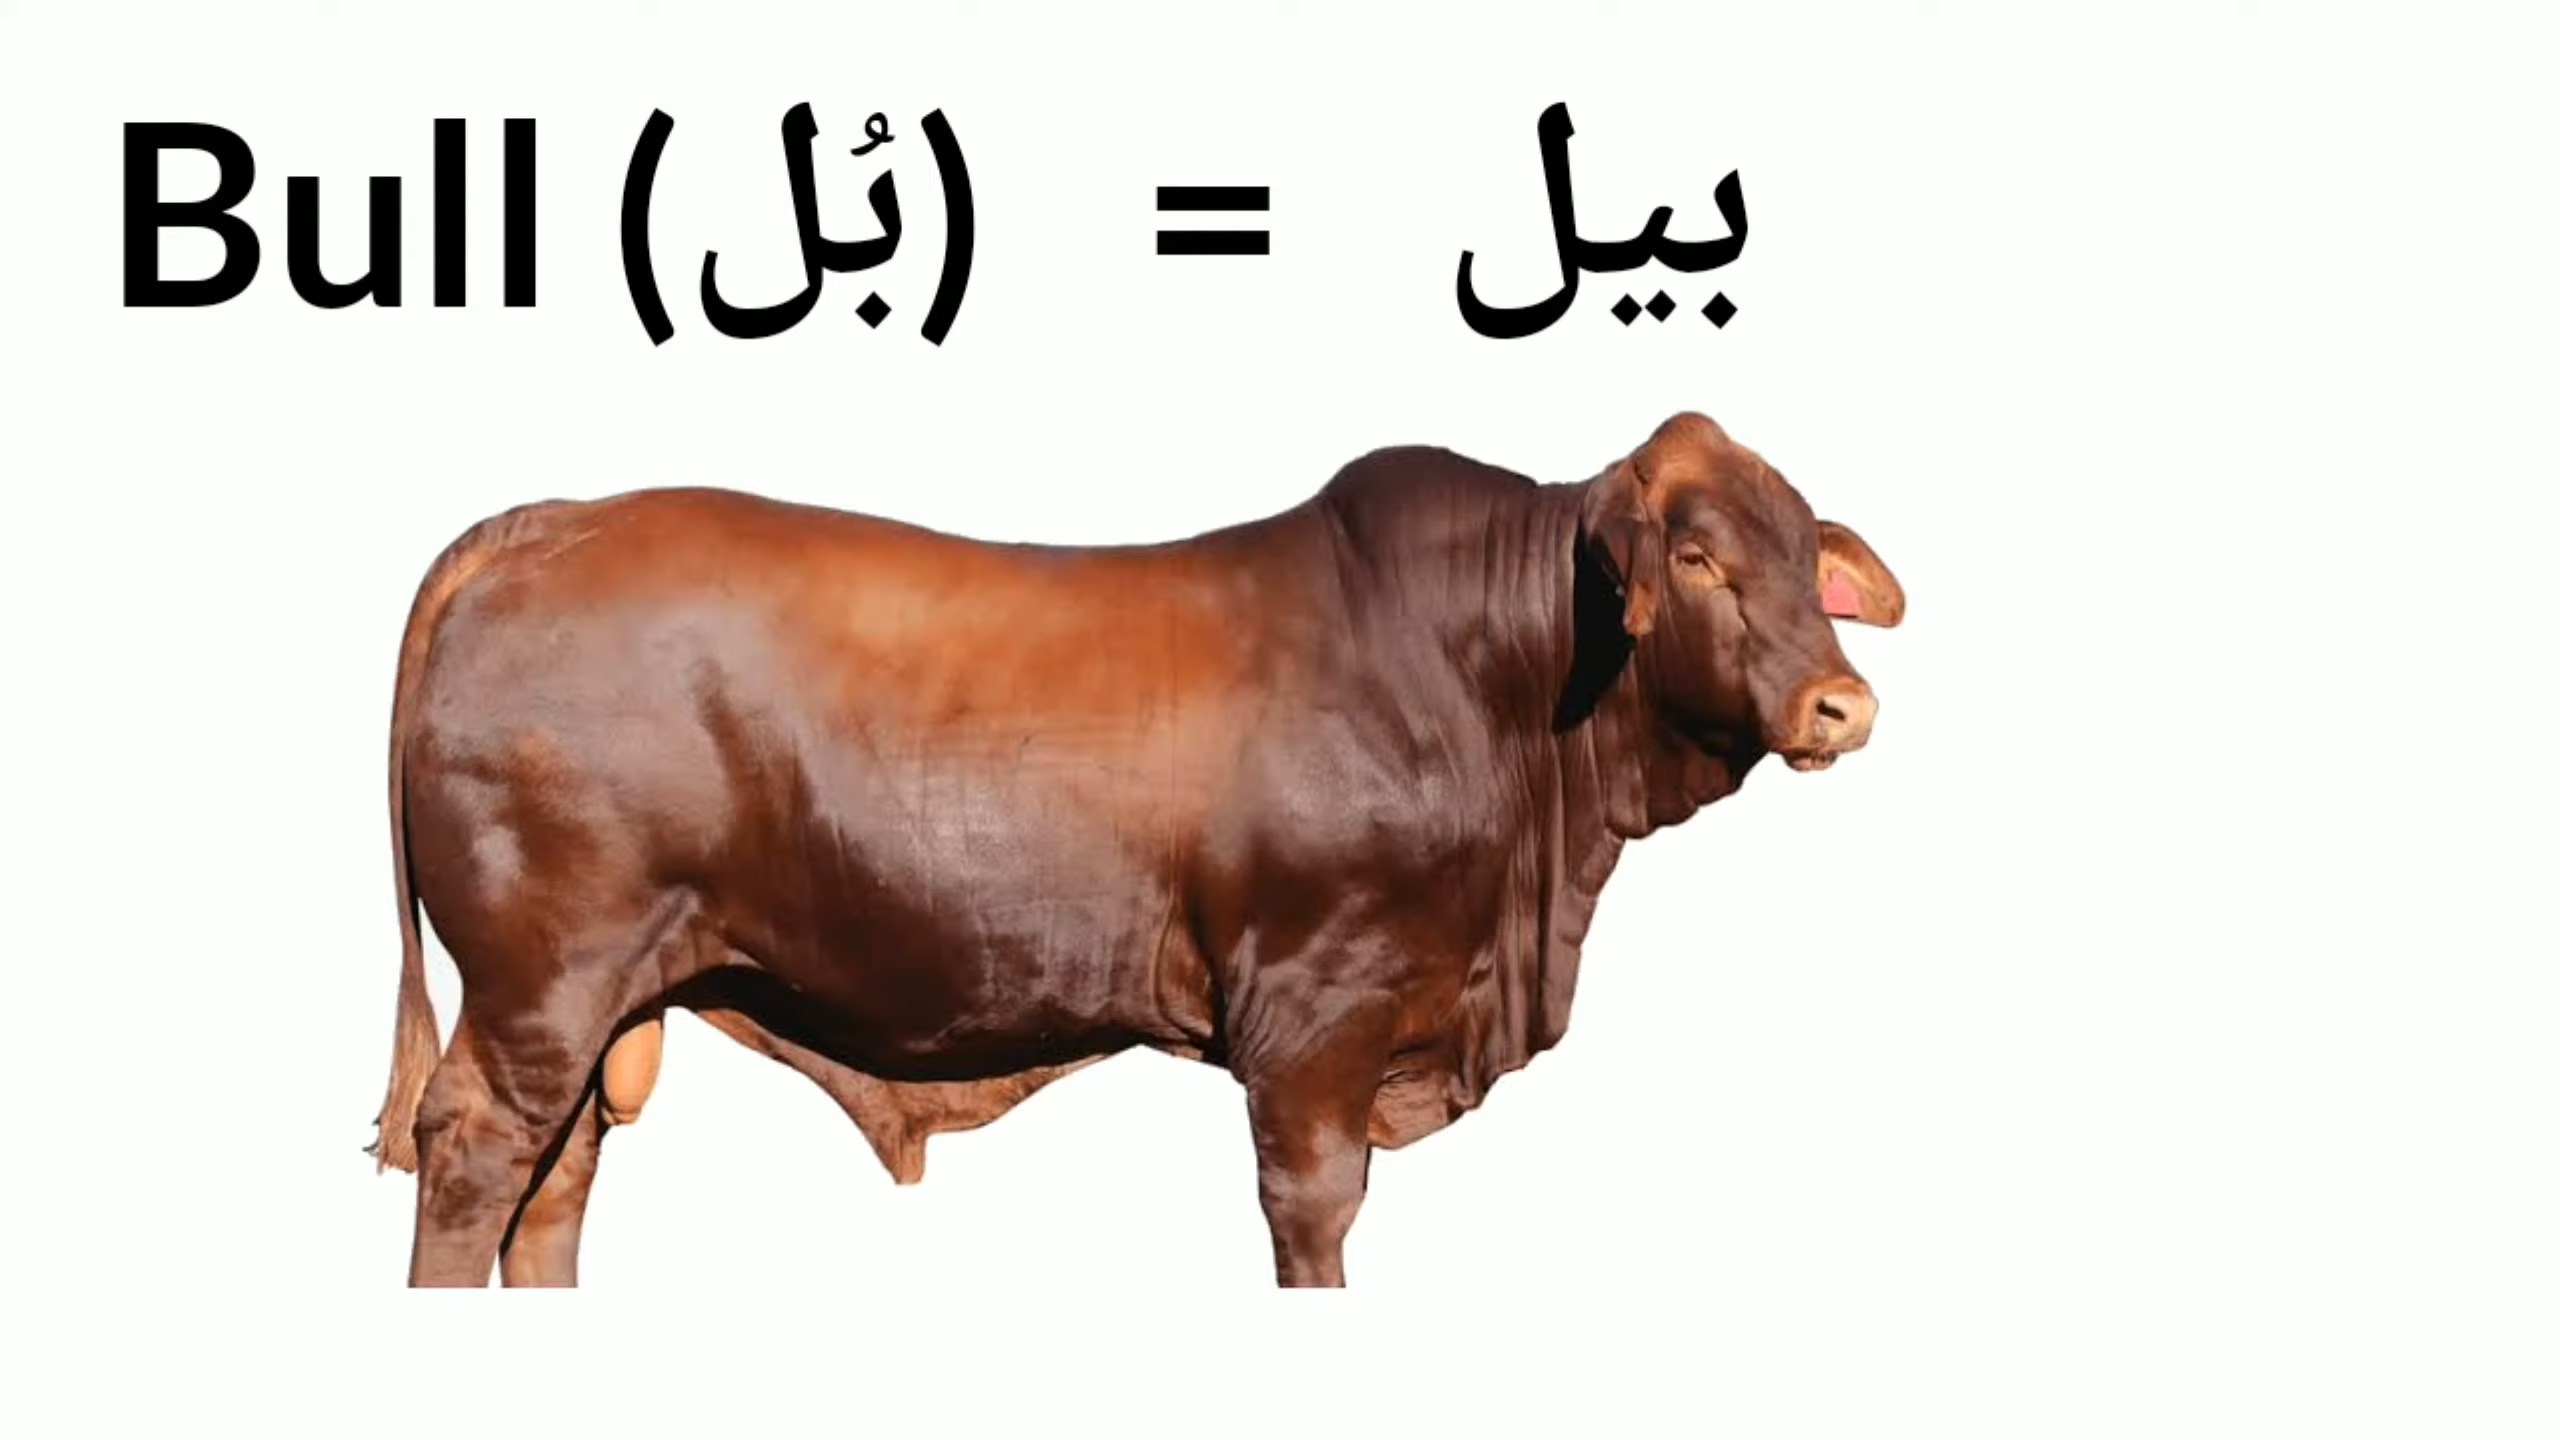 Bull (بُل) = بیل